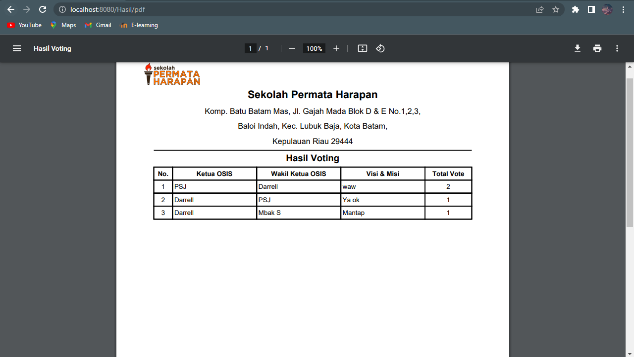 localhost:8080/Hasil/pdf
YouTube Maps Gmail E-learning
Hasil Voting 1 / 1 100%
sekolah
PERMATA
HARAPAN
Sekolah Permata Harapan
Komp. Batu Batam Mas, Jl. Gajah Mada Blok D & E No.1,2,3,
Baloi Indah, Kec. Lubuk Baja, Kota Batam,
Kepulauan Riau 29444
Hasil Voting
No. Ketua OSIS Wakil Ketua OSIS Visi & Misi Total Vote
1 PSJ Darrell waw 2
2 Darrell PSJ Ya ok 1
3 Darrell Mbak S Mantap 1